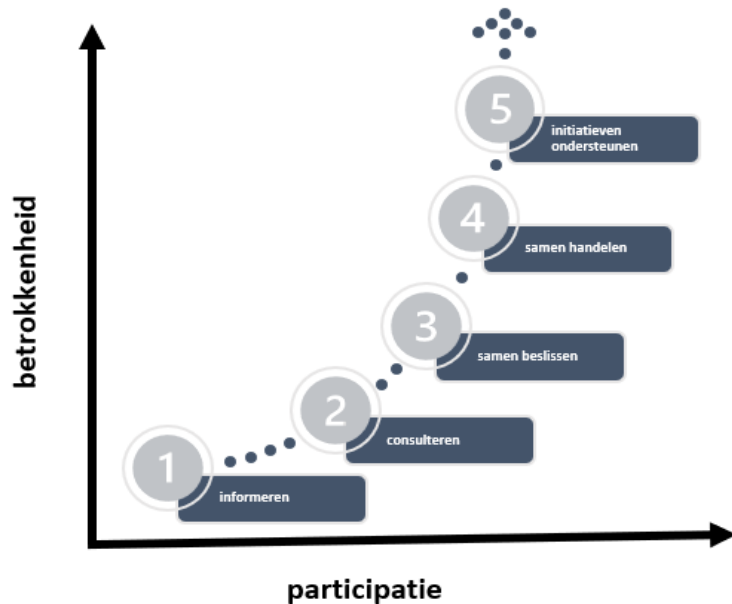 betrokkenheid
5
initiatieven
ondersteunen
4
samen handelen
3
samen beslissen
2
consulteren
1
informeren
participatie